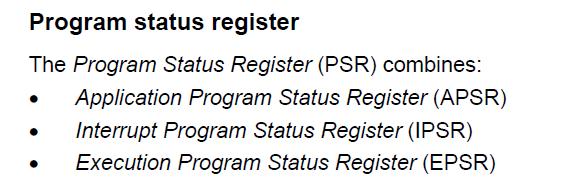 Program status register
The Program Status Register (PSR) combines:
• Application Program Status Register (APSR)
• Interrupt Program Status Register (IPSR)
• Execution Program Status Register (EPSR)